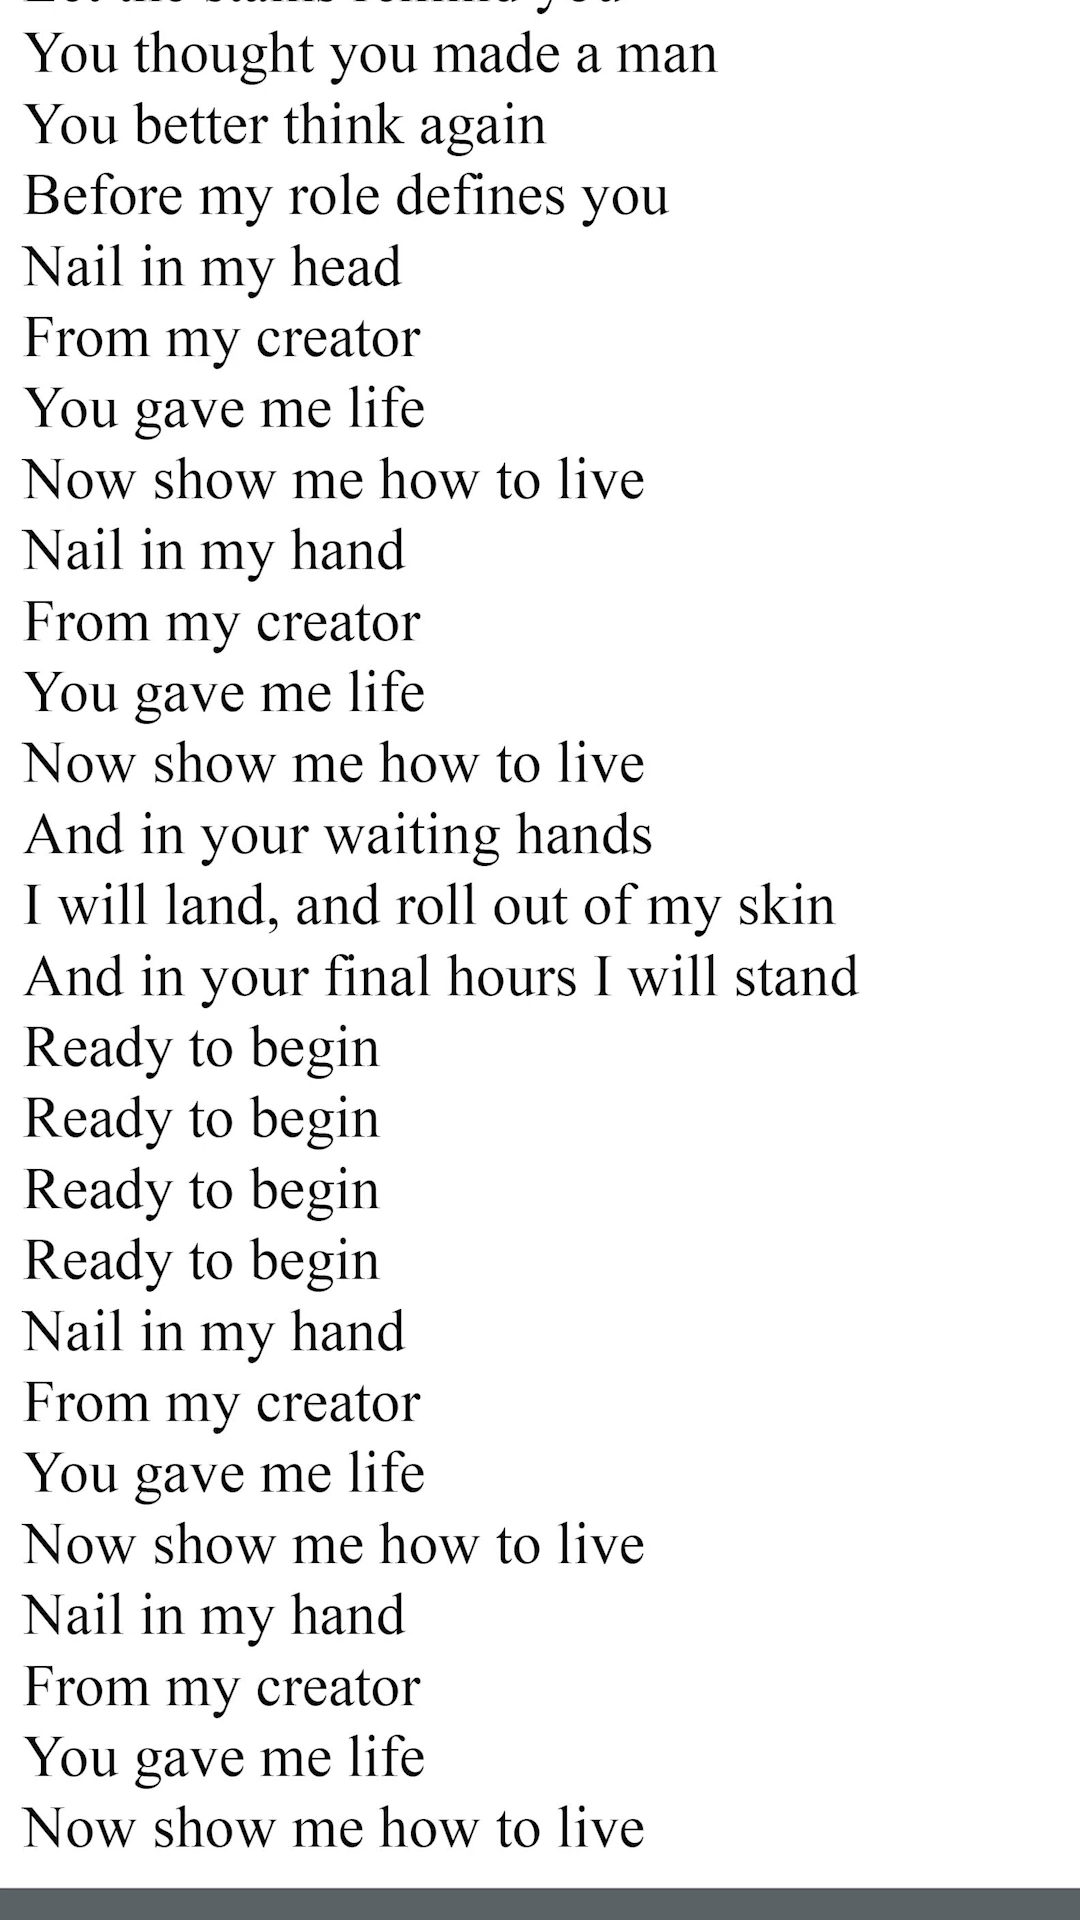 Let the stains remind you
You thought you made a man
You better think again
Before my role defines you
Nail in my head
From my creator
You gave me life
Now show me how to live
Nail in my hand
From my creator
You gave me life
Now show me how to live
And in your waiting hands
I will land, and roll out of my skin
And in your final hours I will stand
Ready to begin
Ready to begin
Ready to begin
Ready to begin
Nail in my hand
From my creator
You gave me life
Now show me how to live
Nail in my hand
From my creator
You gave me life
Now show me how to live